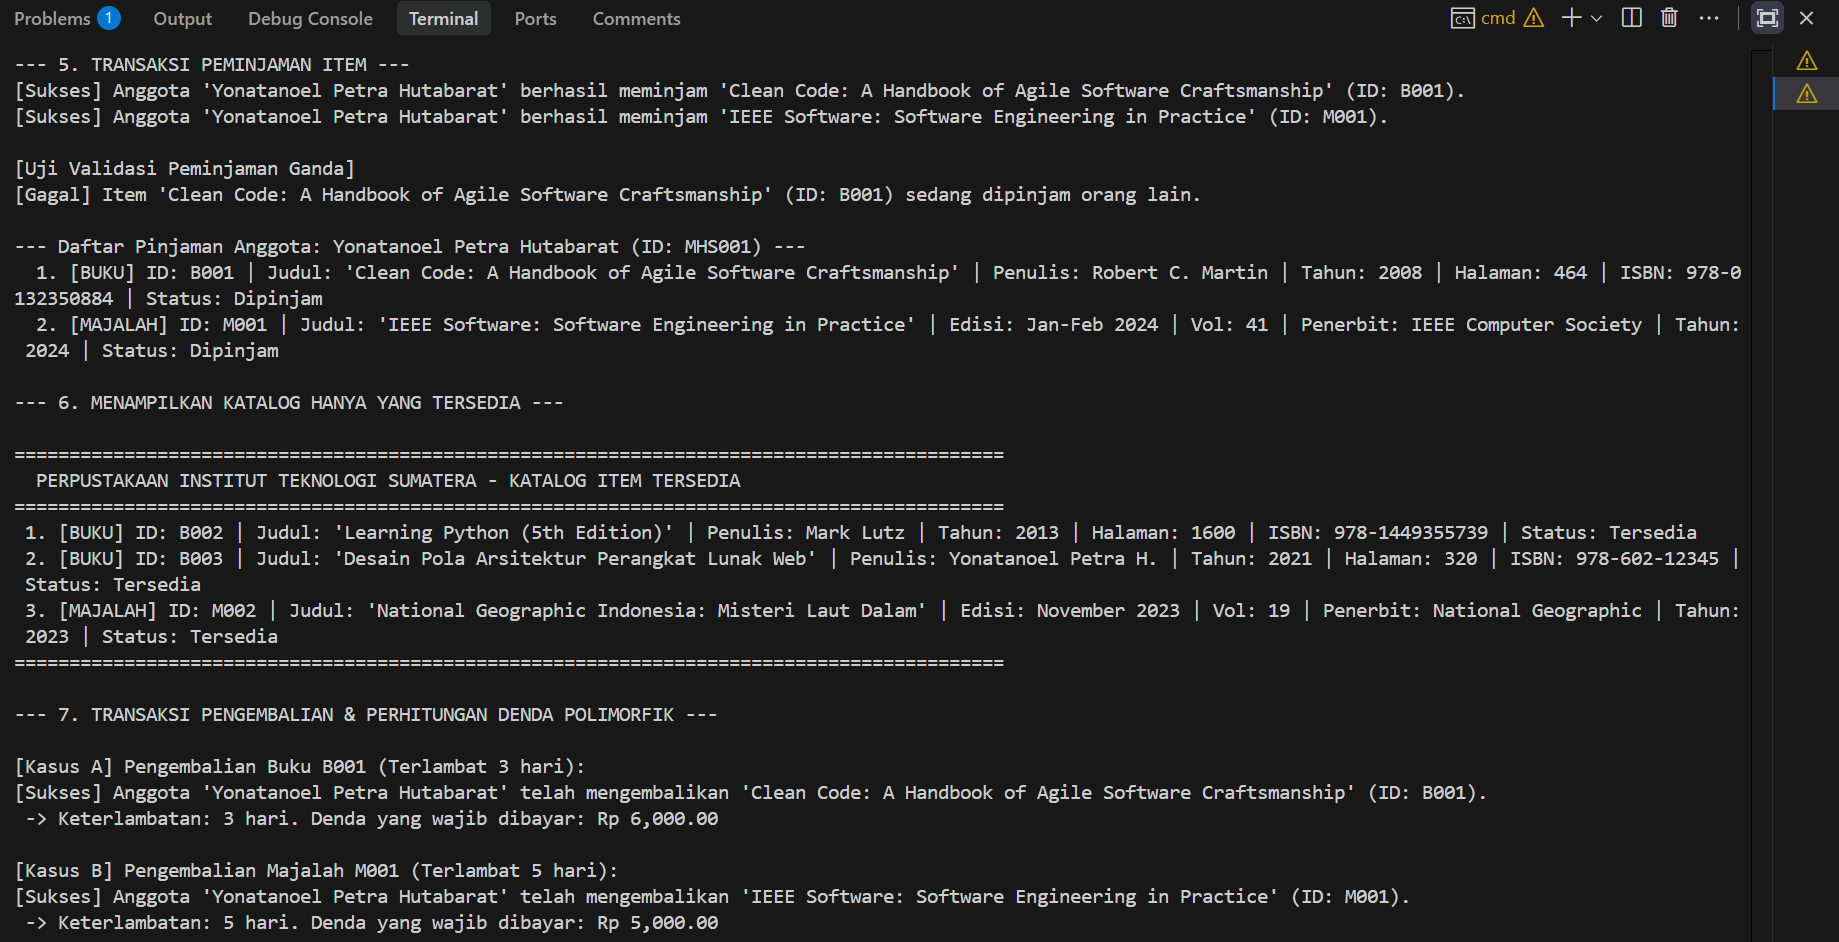 Problems 1 Output Debug Console Terminal Ports Comments cmd
--- 5. TRANSAKSI PEMINJAMAN ITEM ---
[Sukses] Anggota 'Yonatanoel Petra Hutabarat' berhasil meminjam 'Clean Code: A Handbook of Agile Software Craftsmanship' (ID: B001).
[Sukses] Anggota 'Yonatanoel Petra Hutabarat' berhasil meminjam 'IEEE Software: Software Engineering in Practice' (ID: M001).
[Uji Validasi Peminjaman Ganda]
[Gagal] Item 'Clean Code: A Handbook of Agile Software Craftsmanship' (ID: B001) sedang dipinjam orang lain.
--- Daftar Pinjaman Anggota: Yonatanoel Petra Hutabarat (ID: MHS001) ---
1. [BUKU] ID: B001 | Judul: 'Clean Code: A Handbook of Agile Software Craftsmanship' | Penulis: Robert C. Martin | Tahun: 2008 | Halaman: 464 | ISBN: 978-0
132350884 | Status: Dipinjam
2. [MAJALAH] ID: M001 | Judul: 'IEEE Software: Software Engineering in Practice' | Edisi: Jan-Feb 2024 | Vol: 41 | Penerbit: IEEE Computer Society | Tahun:
2024 | Status: Dipinjam
--- 6. MENAMPILKAN KATALOG HANYA YANG TERSEDIA ---
==========================================================================================
PERPUSTAKAAN INSTITUT TEKNOLOGI SUMATERA - KATALOG ITEM TERSEDIA
==========================================================================================
1. [BUKU] ID: B002 | Judul: 'Learning Python (5th Edition)' | Penulis: Mark Lutz | Tahun: 2013 | Halaman: 1600 | ISBN: 978-1449355739 | Status: Tersedia
2. [BUKU] ID: B003 | Judul: 'Desain Pola Arsitektur Perangkat Lunak Web' | Penulis: Yonatanoel Petra H. | Tahun: 2021 | Halaman: 320 | ISBN: 978-602-12345 |
Status: Tersedia
3. [MAJALAH] ID: M002 | Judul: 'National Geographic Indonesia: Misteri Laut Dalam' | Edisi: November 2023 | Vol: 19 | Penerbit: National Geographic | Tahun:
2023 | Status: Tersedia
==========================================================================================
--- 7. TRANSAKSI PENGEMBALIAN & PERHITUNGAN DENDA POLIMORFIK ---
[Kasus A] Pengembalian Buku B001 (Terlambat 3 hari):
[Sukses] Anggota 'Yonatanoel Petra Hutabarat' telah mengembalikan 'Clean Code: A Handbook of Agile Software Craftsmanship' (ID: B001).
-> Keterlambatan: 3 hari. Denda yang wajib dibayar: Rp 6,000.00
[Kasus B] Pengembalian Majalah M001 (Terlambat 5 hari):
[Sukses] Anggota 'Yonatanoel Petra Hutabarat' telah mengembalikan 'IEEE Software: Software Engineering in Practice' (ID: M001).
-> Keterlambatan: 5 hari. Denda yang wajib dibayar: Rp 5,000.00